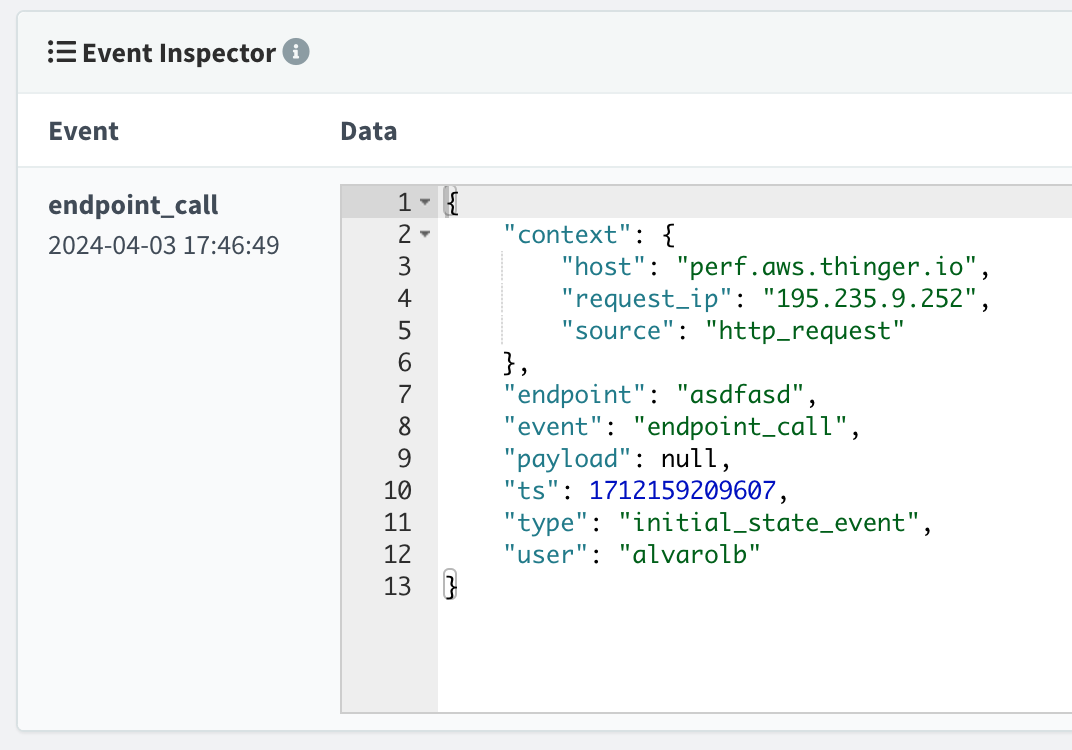 Event Inspector
Event Data
endpoint_call
2024-04-03 17:46:49
1 {
2 "context": {
3 "host": "perf.aws.thinger.io",
4 "request_ip": "195.235.9.252",
5 "source": "http_request"
6 },
7 "endpoint": "asdfasd",
8 "event": "endpoint_call",
9 "payload": null,
10 "ts": 1712159209607,
11 "type": "initial_state_event",
12 "user": "alvarolb"
13 }